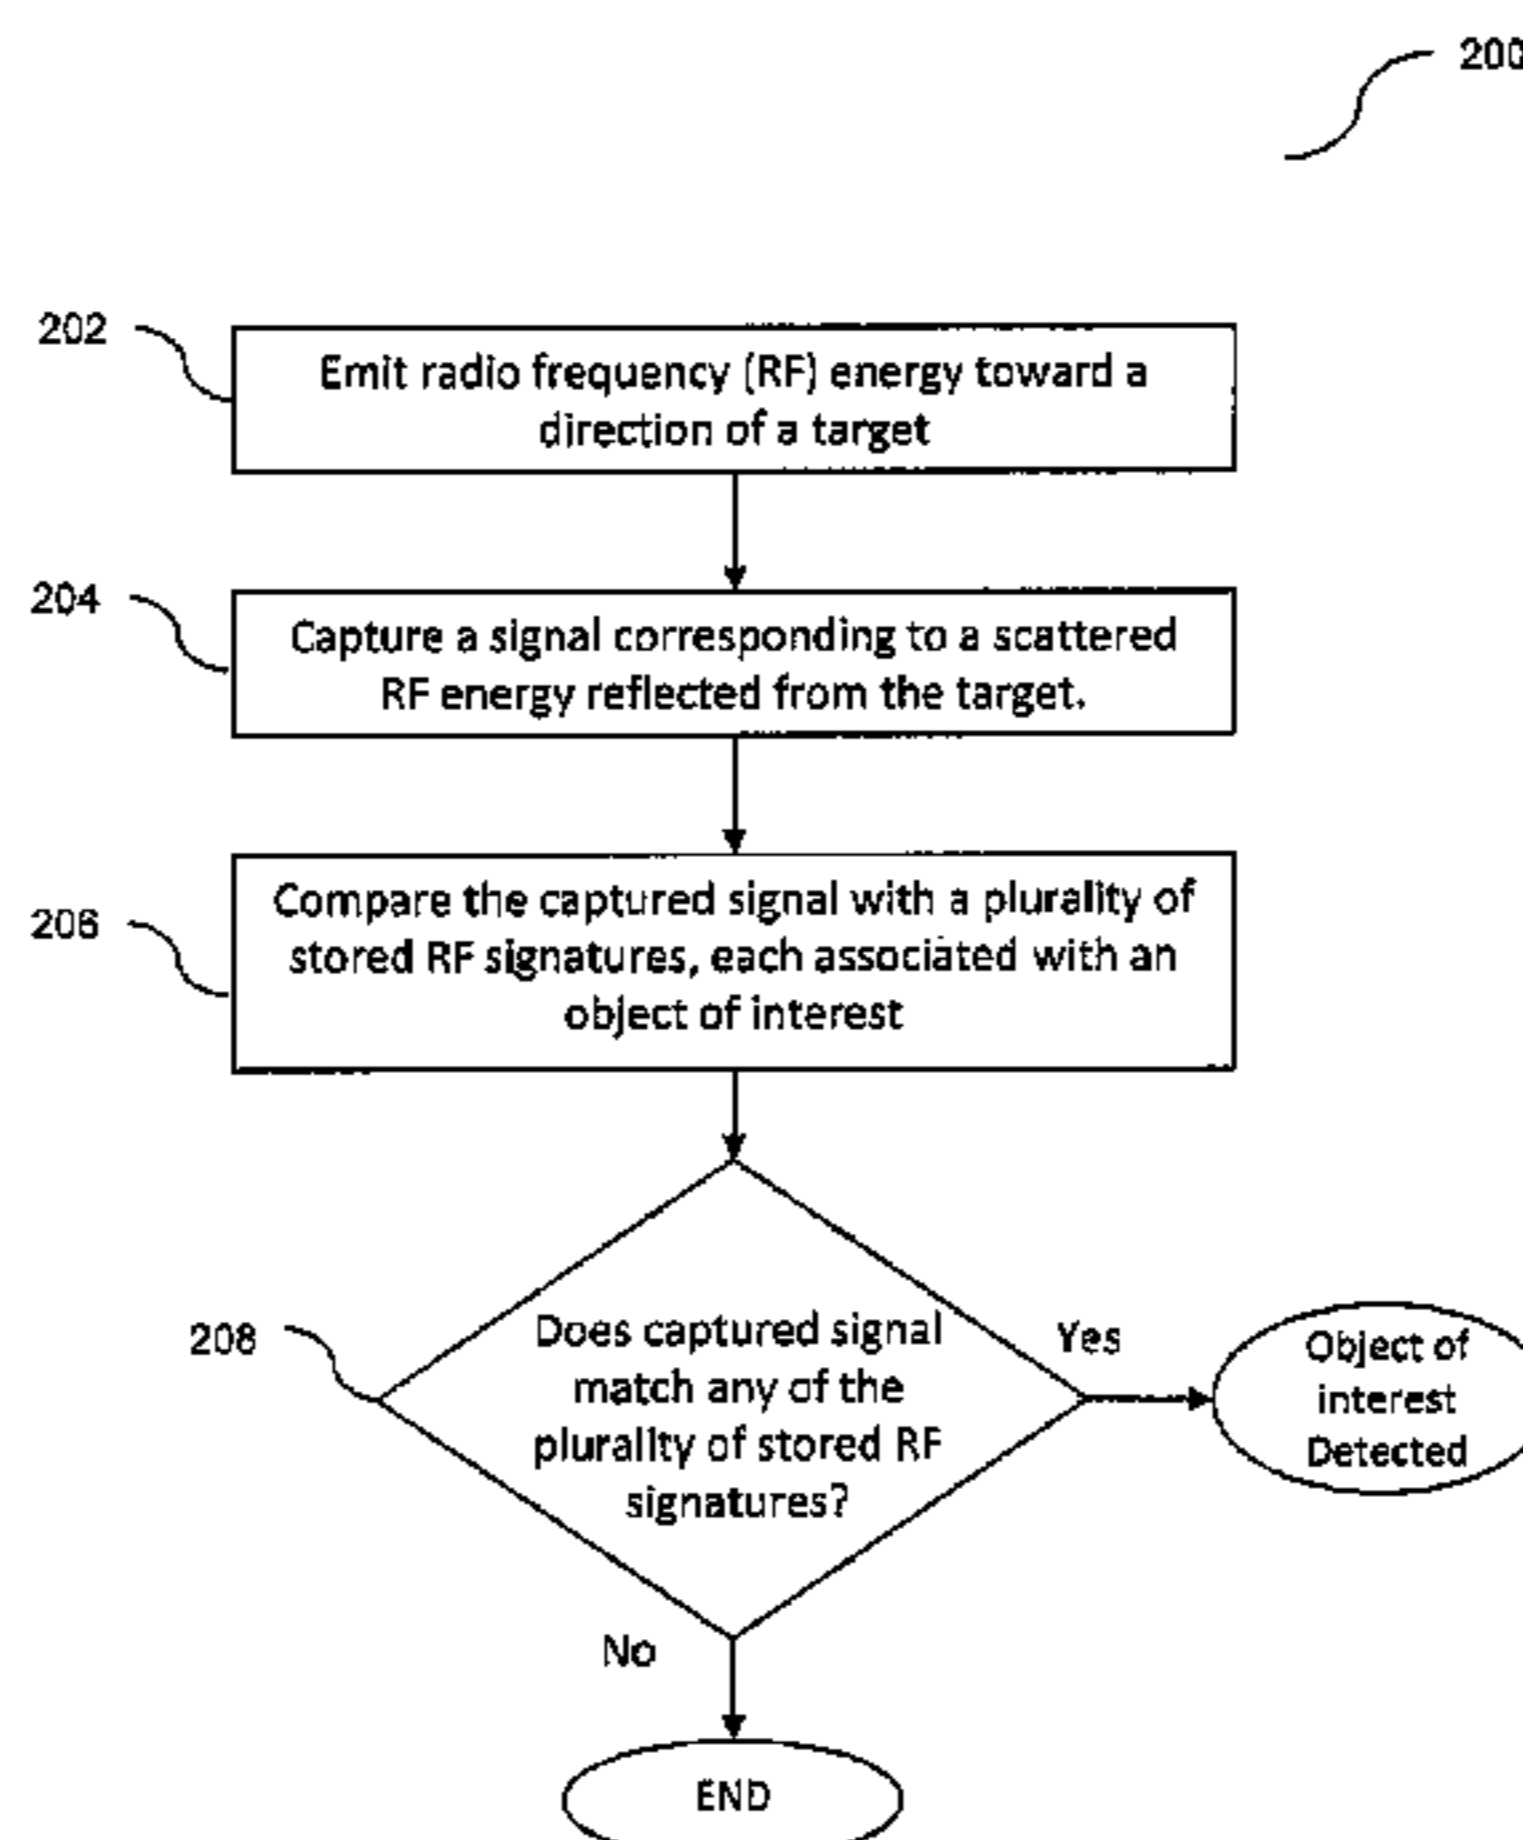 200
202
Emit radio frequency (RF) energy toward a
direction of a target
204
Capture a signal corresponding to a scattered
RF energy reflected from the target.
206
Compare the captured signal with a plurality of
stored RF signatures, each associated with an
object of interest
208
Does captured signal
match any of the
plurality of stored RF
signatures?
Yes
Object of
interest
Detected
No
END